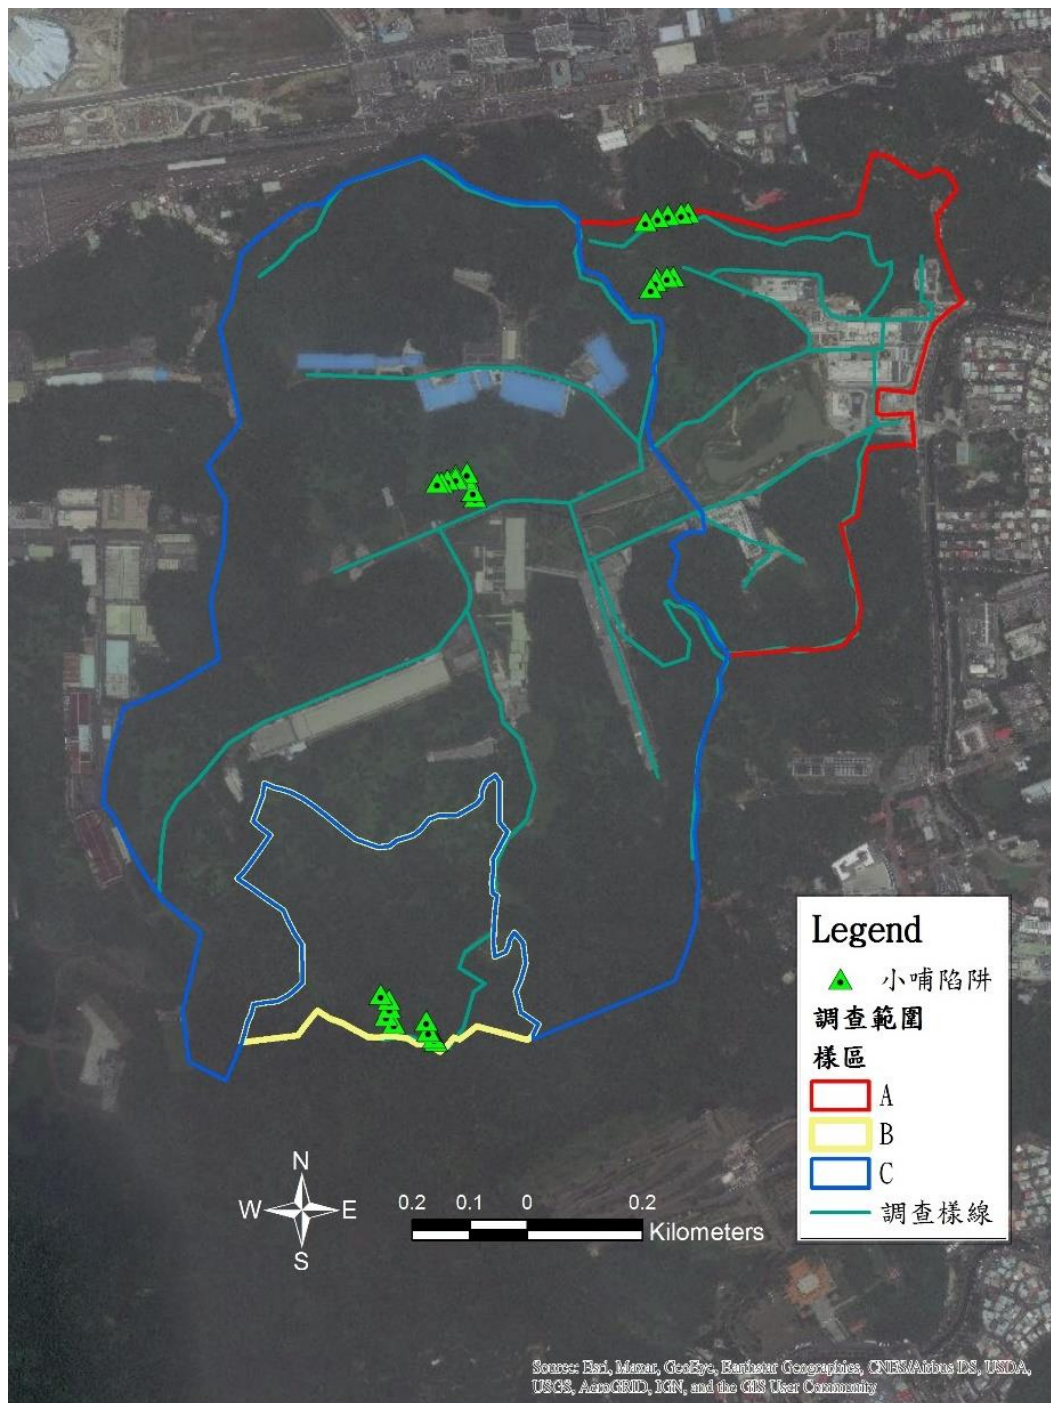 Legend
小哺陷阱
調查範圍
樣區
A
B
C
調查樣線
N
W E
S
0.2 0.1 0 0.2
Kilometers
Source: Esri, Maxar, GeoEye, Earthstar Geographics, CNES/Airbus DS, USDA,
USGS, AeroGRID, IGN, and the GIS User Community